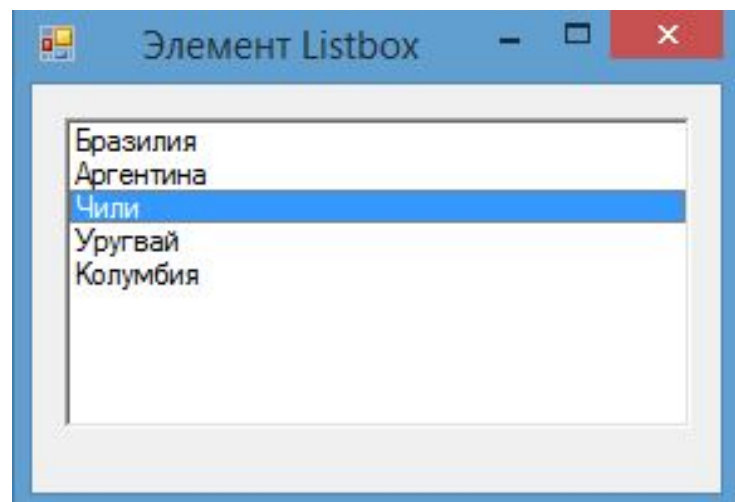 Элемент Listbox
Бразилия
Аргентина
Чили
Уругвай
Колумбия